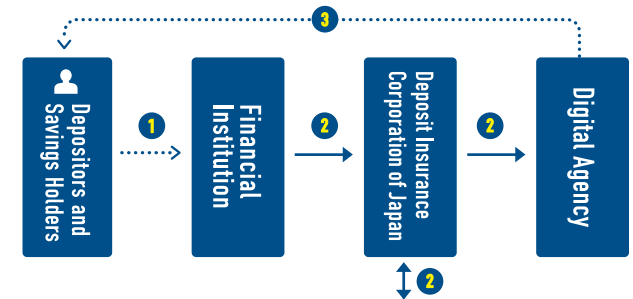 3
Depositors and
Savings Holders
1
Financial
Institution
2
Deposit Insurance
Corporation of Japan
2
Digital Agency
2